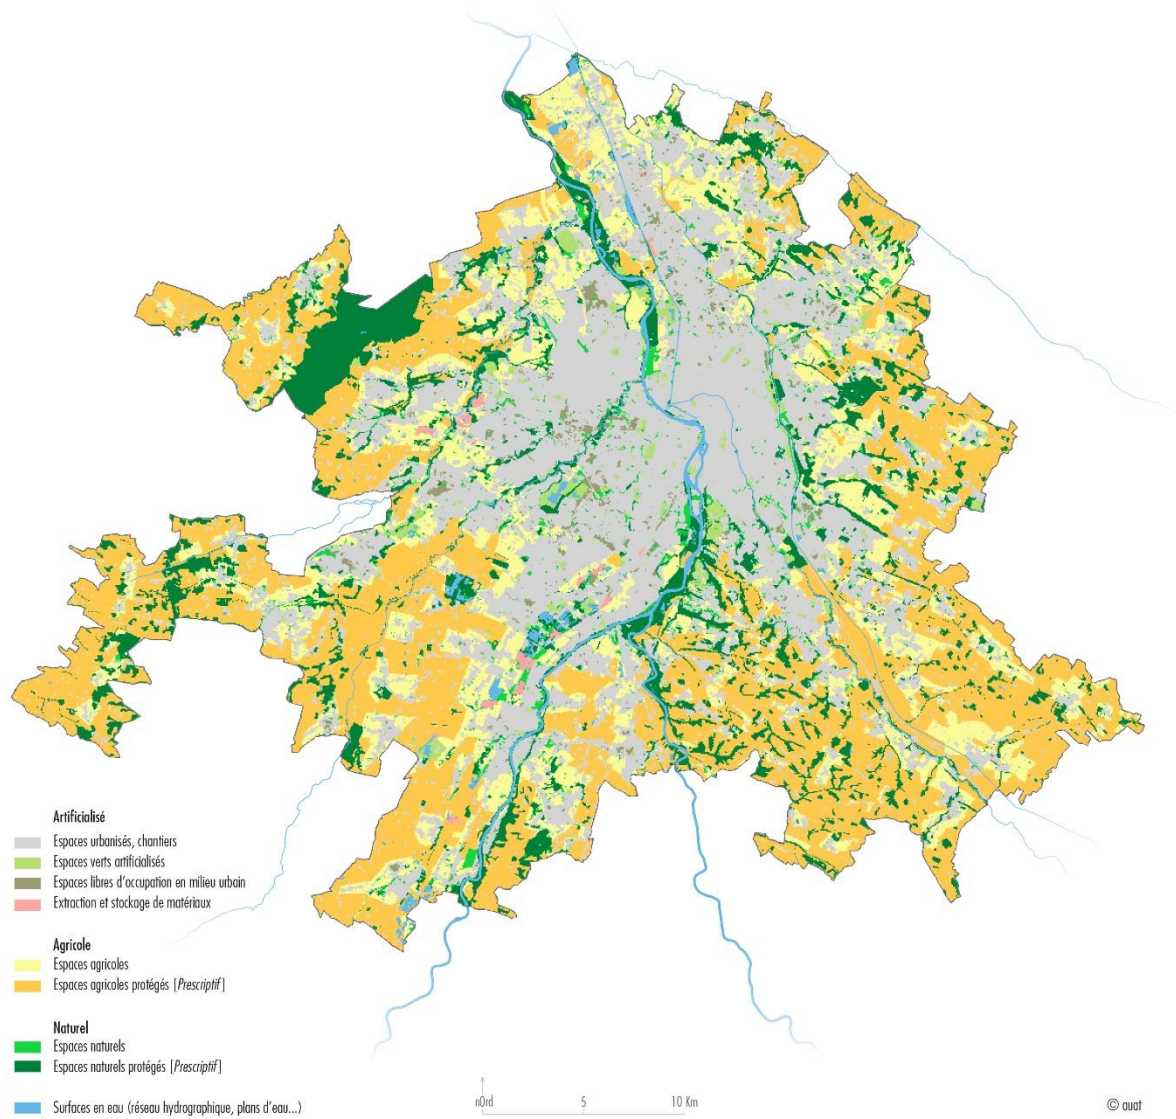 Artificialisé
Espaces urbanisés, chantiers
Espaces verts artificialisés
Espaces libres d'occupation en milieu urbain
Extraction et stockage de matériaux
Agricole
Espaces agricoles
Espaces agricoles protégés [Prescriptif]
Naturel
Espaces naturels
Espaces naturels protégés [Prescriptif]
Surfaces en eau (réseau hydrographique, plans d'eau...)
nOrd 5 10 Km
© auat